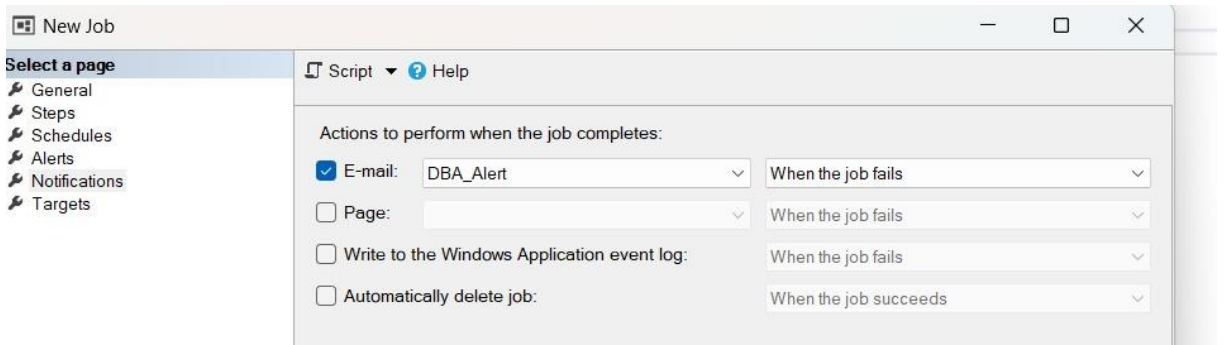 New Job
Select a page
General
Steps
Schedules
Alerts
Notifications
Targets
Script Help
Actions to perform when the job completes:
E-mail: DBA_Alert When the job fails
Page: When the job fails
Write to the Windows Application event log: When the job fails
Automatically delete job: When the job succeeds